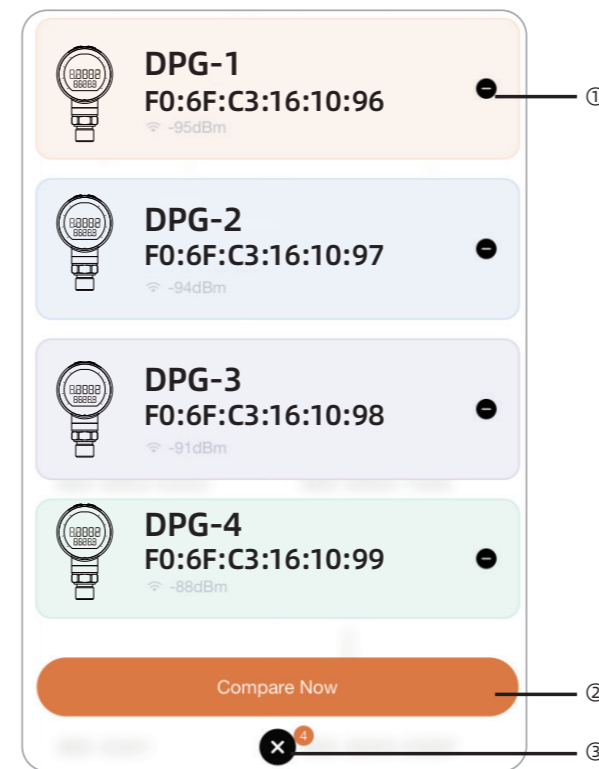 DPG-1
F0:6F:C3:16:10:96
-95dBm
①
DPG-2
F0:6F:C3:16:10:97
-94dBm
DPG-3
F0:6F:C3:16:10:98
-91dBm
DPG-4
F0:6F:C3:16:10:99
-88dBm
Compare Now
②
4
③